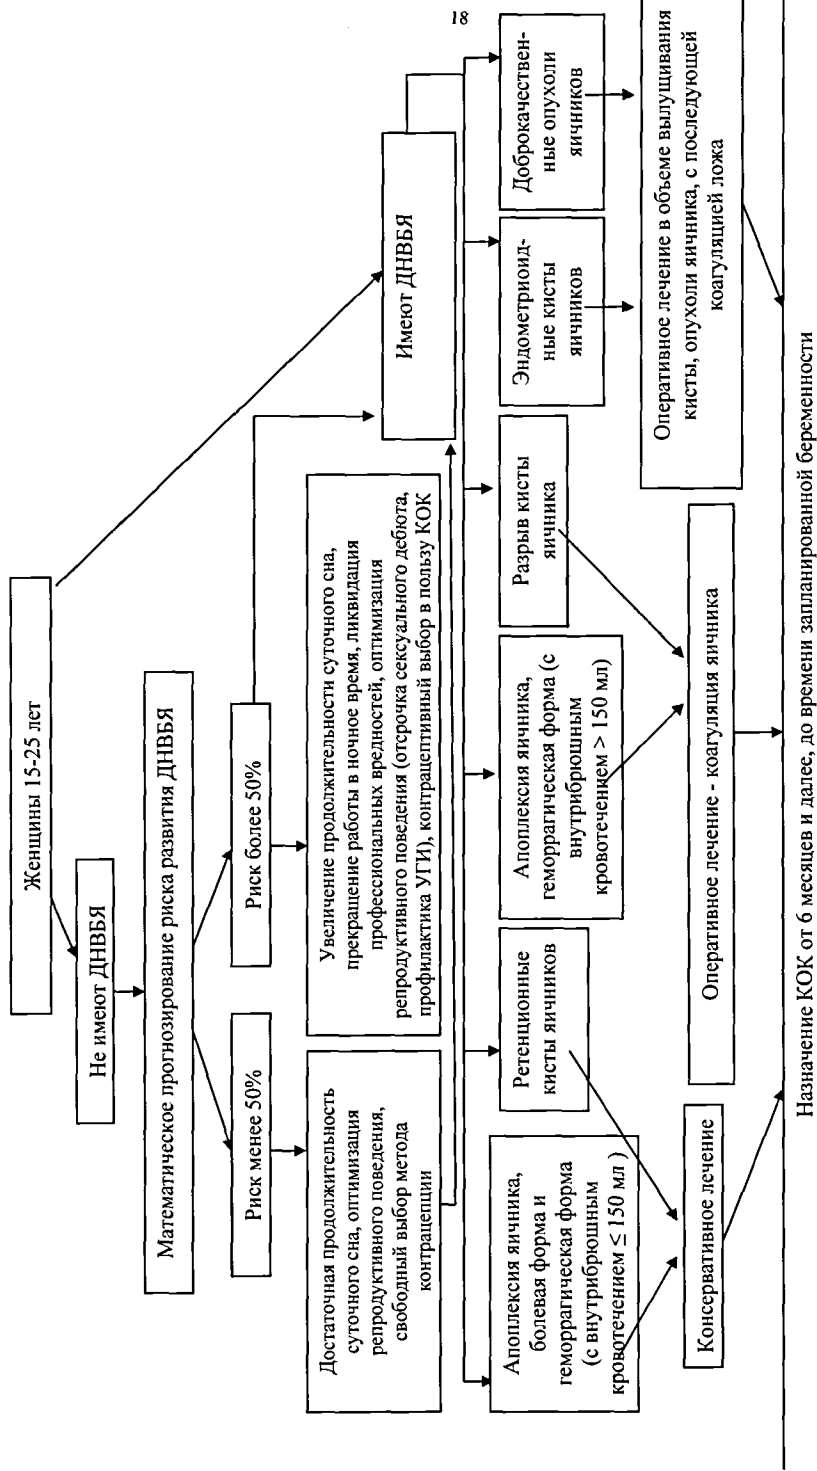 18
Женщины 15-25 лет
Не имеют ДНВБЯ
Математическое прогнозирование риска развития ДНВБЯ
Риск менее 50%
Риск более 50%
Достаточная продолжительность
суточного сна, оптимизация
репродуктивного поведения,
свободный выбор метода
контрацепции
Увеличение продолжительности суточного сна,
прекращение работы в ночное время, ликвидация
профессиональных вредностей, оптимизация
репродуктивного поведения (отсрочка сексуального дебюта,
профилактика УГИ), контрацептивный выбор в пользу КОК
Имеют ДНВБЯ
Апоплексия яичника,
болевая форма и
геморрагическая форма
(с внутрибрюшным
кровотечением ≤ 150 мл )
Ретенционные
кисты яичников
Апоплексия яичника,
геморрагическая форма (с
внутрибрюшным
кровотечением > 150 мл)
Разрыв кисты
яичника
Эндометриоид-
ные кисты
яичников
Доброкачествен-
ные опухоли
яичников
Консервативное лечение
Оперативное лечение - коагуляция яичника
Оперативное лечение в объеме вылущивания
кисты, опухоли яичника, с последующей
коагуляцией ложа
Назначение КОК от 6 месяцев и далее, до времени запланированной беременности